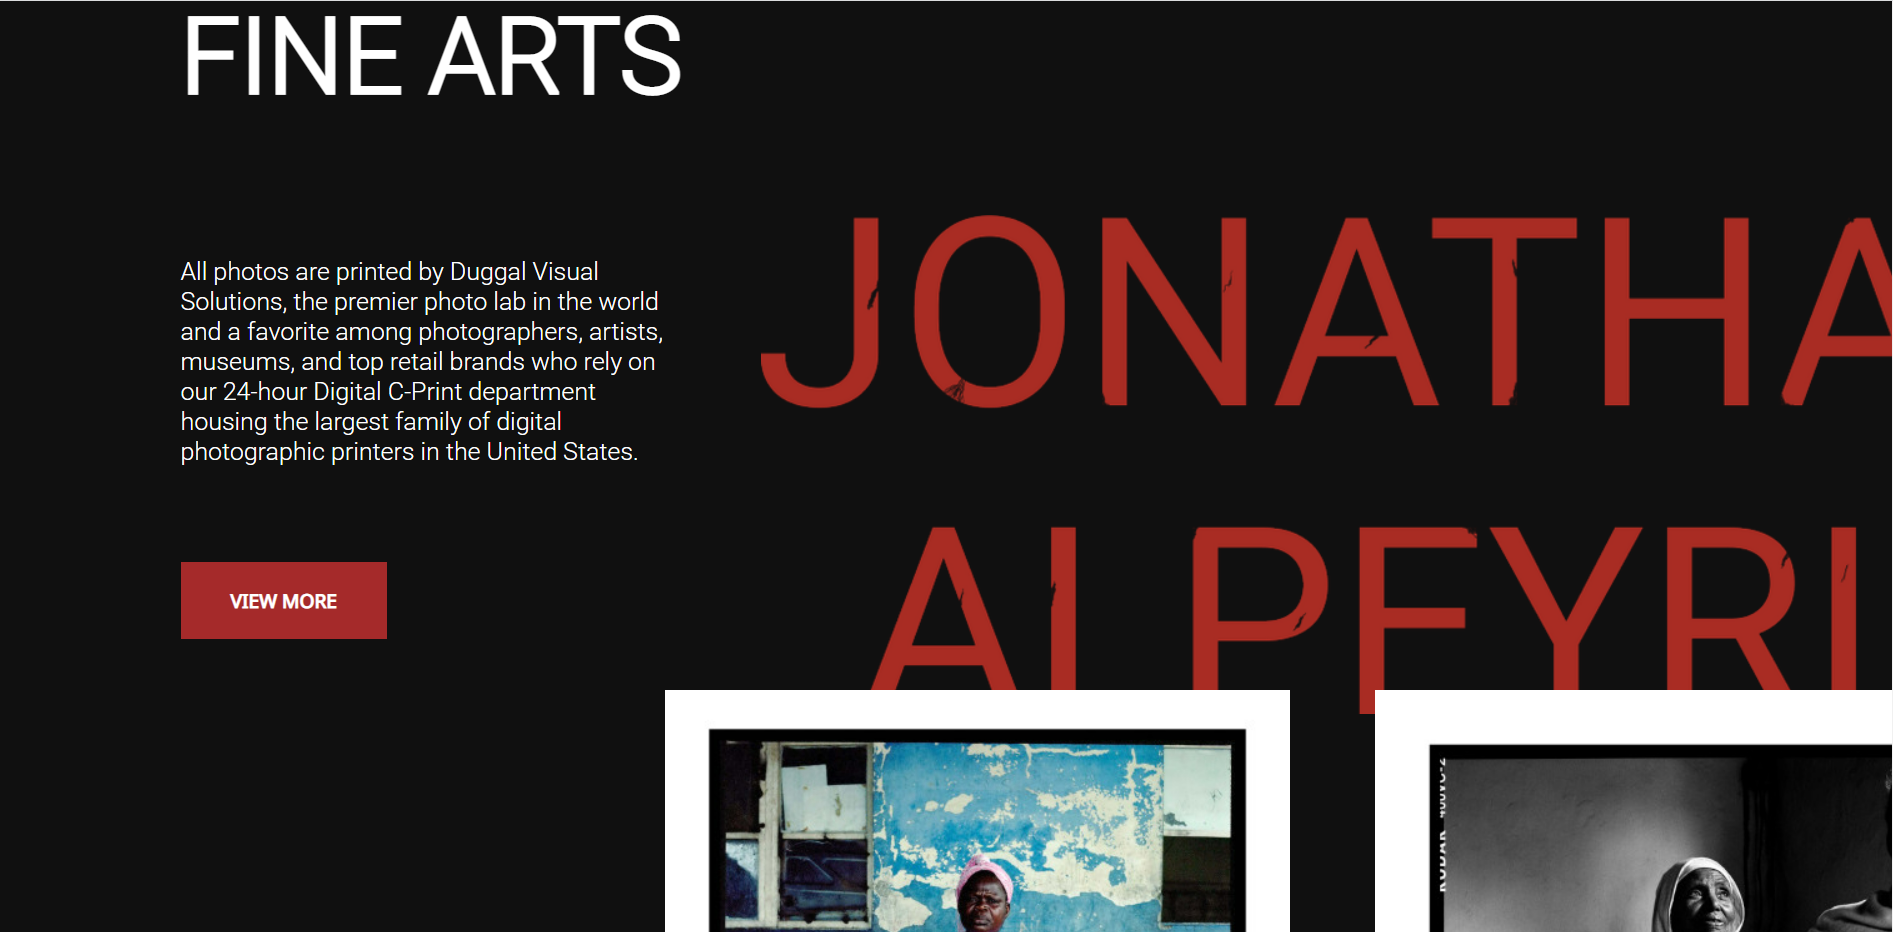 FINE ARTS
All photos are printed by Duggal Visual
Solutions, the premier photo lab in the world
and a favorite among photographers, artists,
museums, and top retail brands who rely on
our 24-hour Digital C-Print department
housing the largest family of digital
photographic printers in the United States.
VIEW MORE
JONATHA
ALPEYRI
KODAK